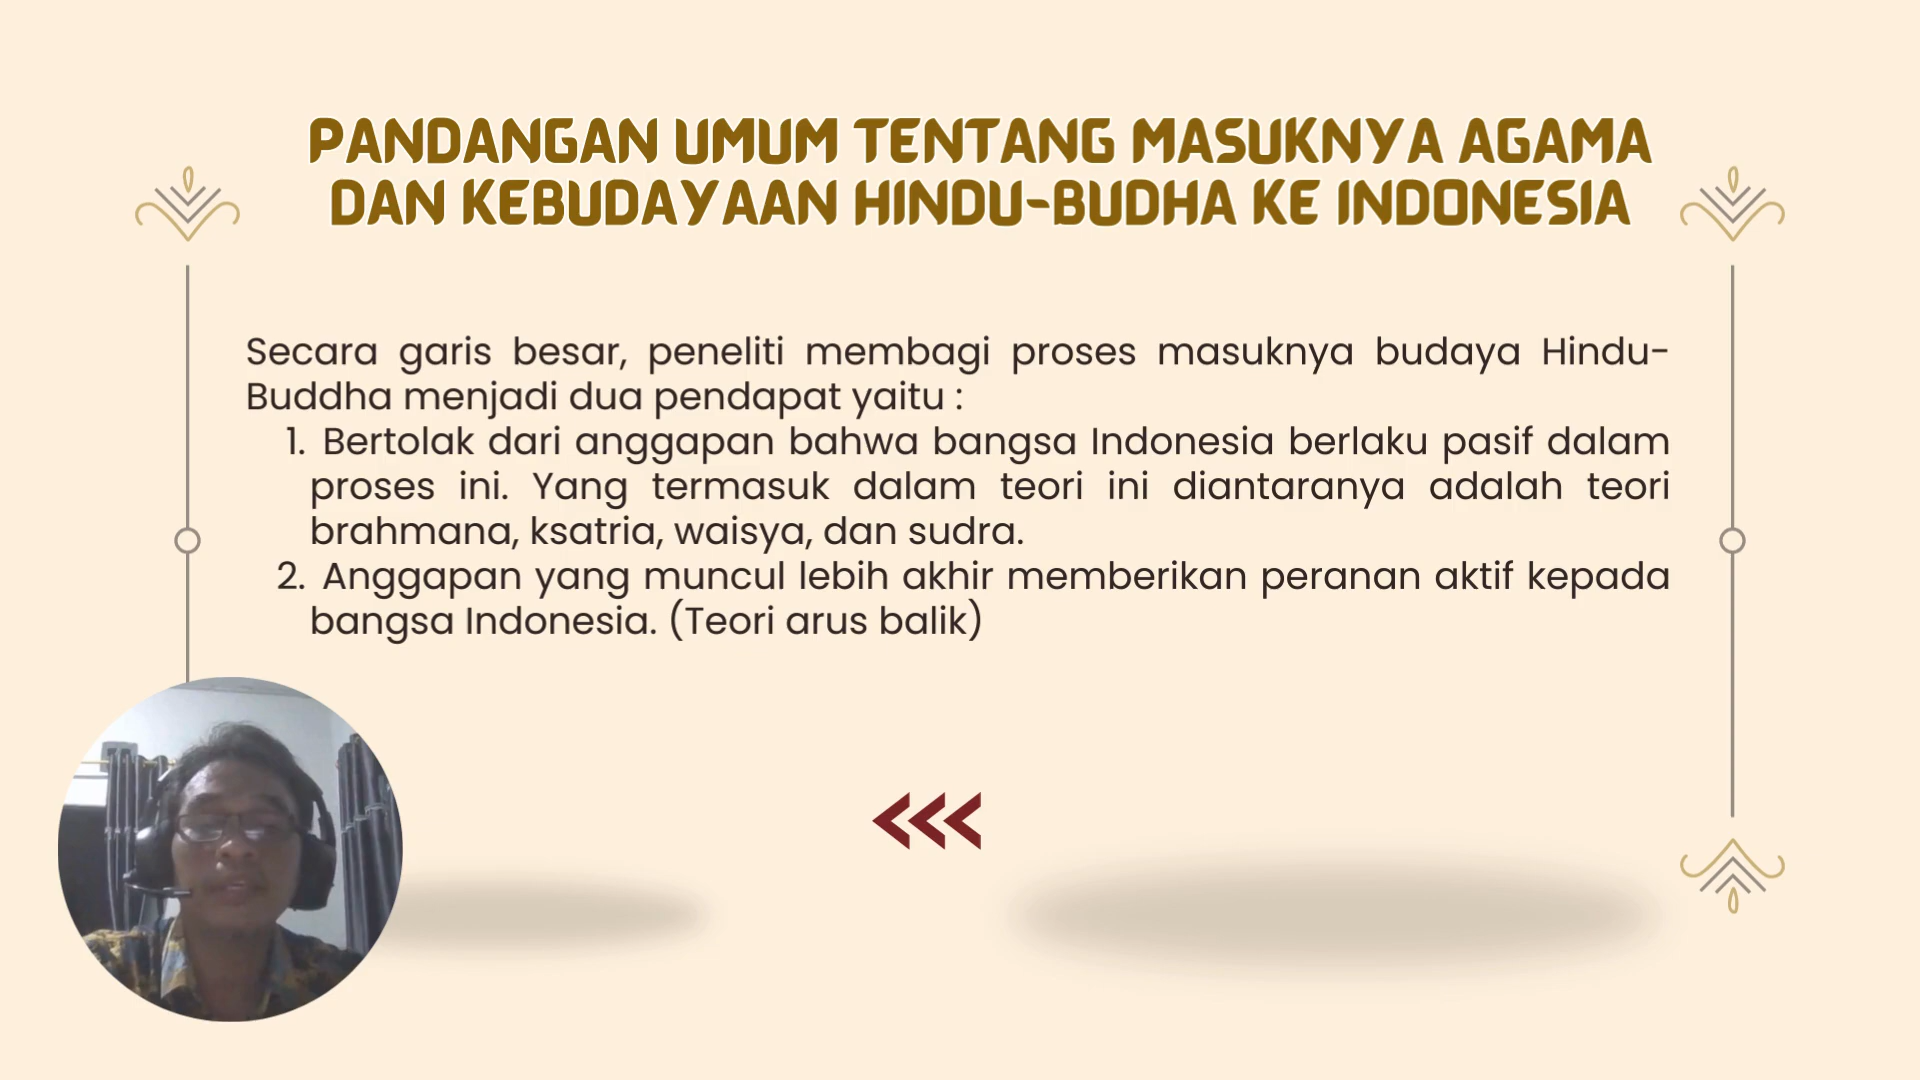 PANDANGAN UMUM TENTANG MASUKNYA AGAMA
DAN KEBUDAYAAN HINDU-BUDHA KE INDONESIA
Secara garis besar, peneliti membagi proses masuknya budaya Hindu-
Buddha menjadi dua pendapat yaitu :
1. Bertolak dari anggapan bahwa bangsa Indonesia berlaku pasif dalam
proses ini. Yang termasuk dalam teori ini diantaranya adalah teori
brahmana, ksatria, waisya, dan sudra.
2. Anggapan yang muncul lebih akhir memberikan peranan aktif kepada
bangsa Indonesia. (Teori arus balik)